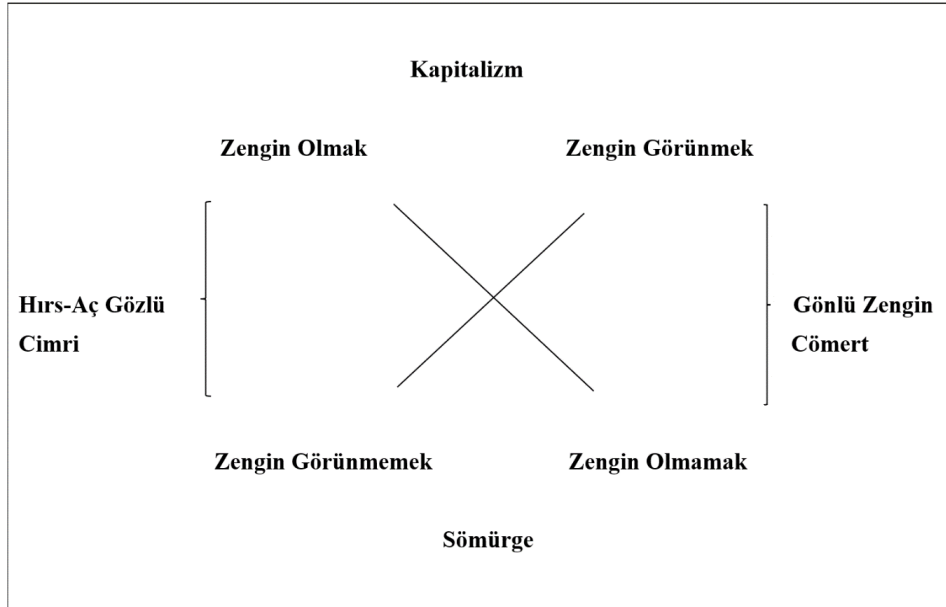 Kapitalizm
Zengin Olmak
Zengin Görünmek
Hırs-Aç Gözlü
Cimri
Gönlü Zengin
Cömert
Zengin Görünmemek
Zengin Olmamak
Sömürge